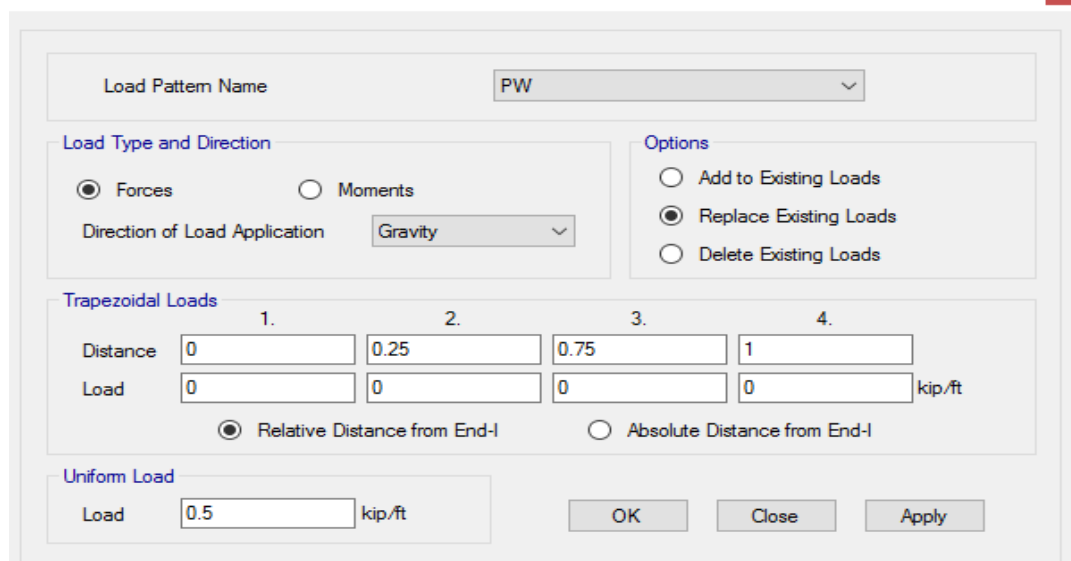 Load Pattern Name PW
Load Type and Direction
Forces Moments
Direction of Load Application Gravity
Options
Add to Existing Loads
Replace Existing Loads
Delete Existing Loads
Trapezoidal Loads
1. 2. 3. 4.
Distance 0 0.25 0.75 1
Load 0 0 0 0 kip/ft
Relative Distance from End-I Absolute Distance from End-I
Uniform Load
Load 0.5 kip/ft
OK Close Apply